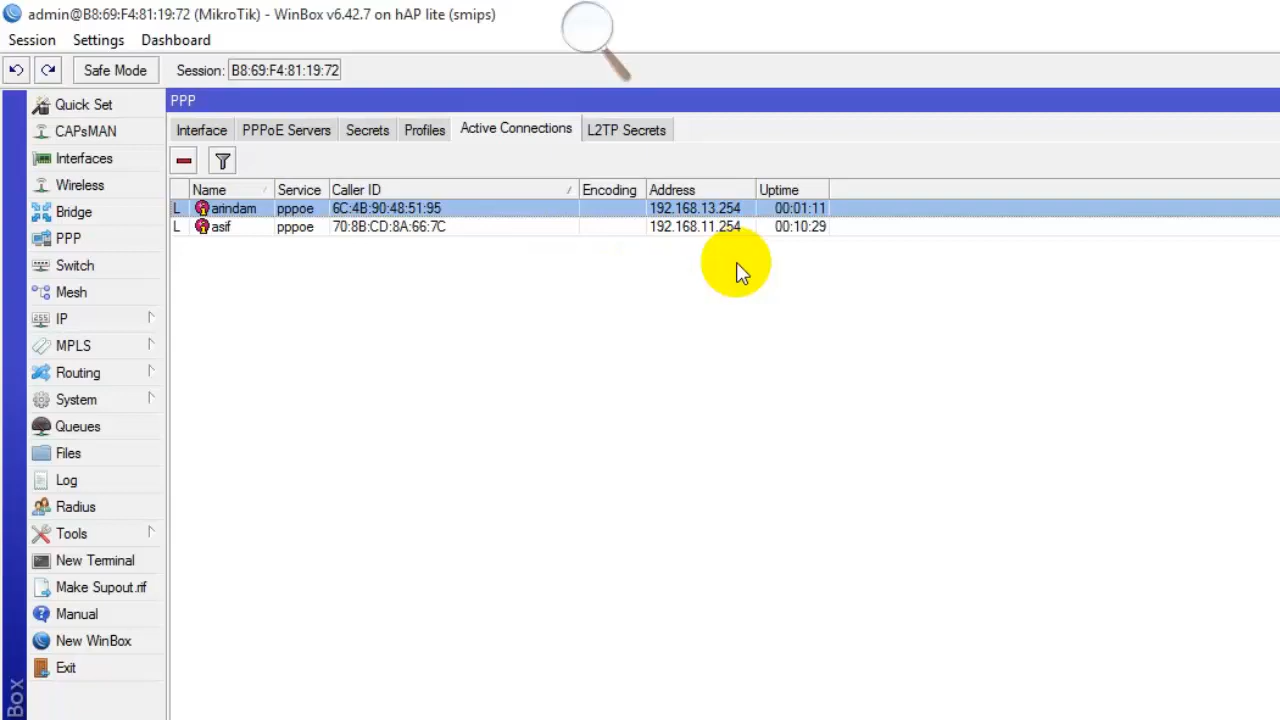 admin@B8:69:F4:81:19:72 (MikroTik) - WinBox v6.42.7 on hAP lite (smips)
Session Settings Dashboard
Safe Mode Session: B8:69:F4:81:19:72
Quick Set
CAPsMAN
Interfaces
Wireless
Bridge
PPP
Switch
Mesh
255 IP
MPLS
Routing
System
Queues
Files
Log
Radius
Tools
New Terminal
Make Supout.rif
Manual
New WinBox
Exit
Box
PPP
Interface PPPoE Servers Secrets Profiles Active Connections L2TP Secrets
Name Service Caller ID Encoding Address Uptime
L arindam pppoe 6C:4B:90:48:51:95 192.168.13.254 00:01:11
L asif pppoe 70:8B:CD:8A:66:7C 192.168.11.254 00:10:29